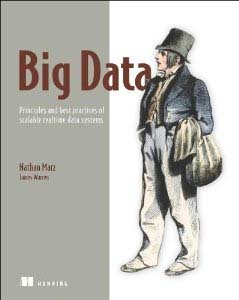 Big Data
Principles and best practices of
scalable realtime data systems
Nathan Marz
James Warren
MANNING